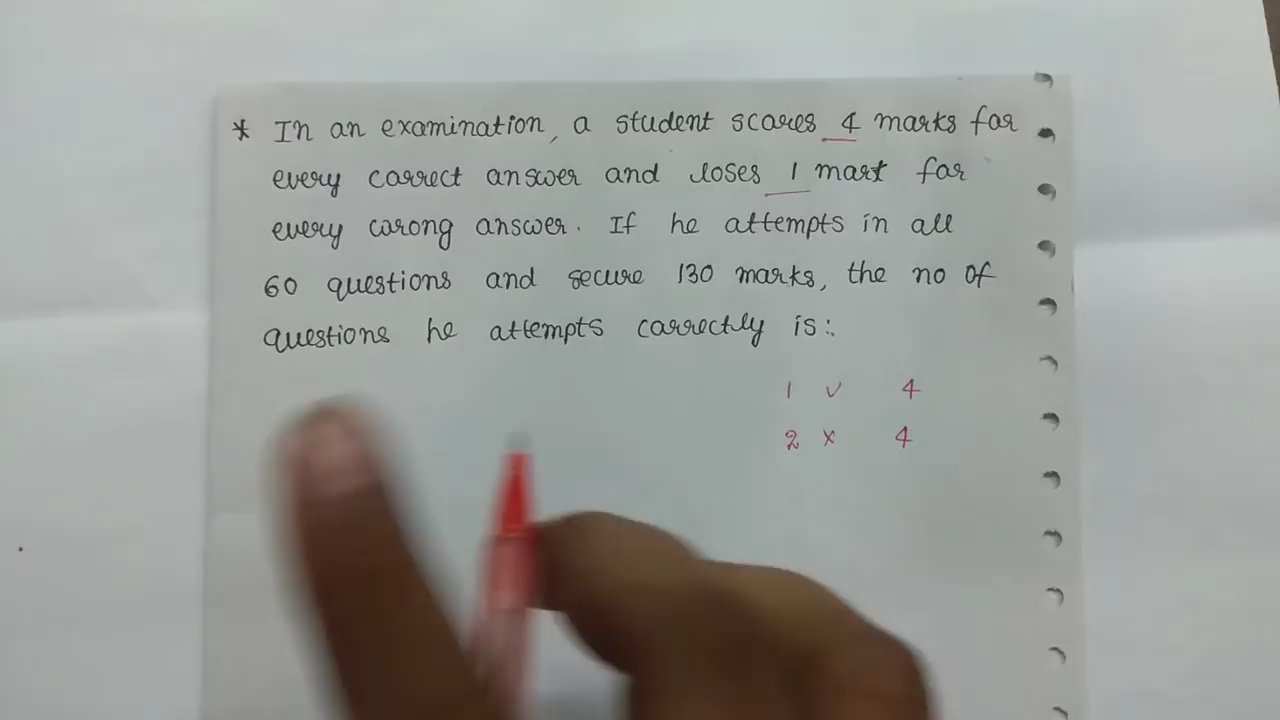 * In an examination, a student scares 4 marks for
every correct answer and loses 1 mark for
every wrong answer. If he attempts in all
60 questions and secure 130 marks, the no of
questions he attempts correctly is:
1 ✓ 4
2 × 4